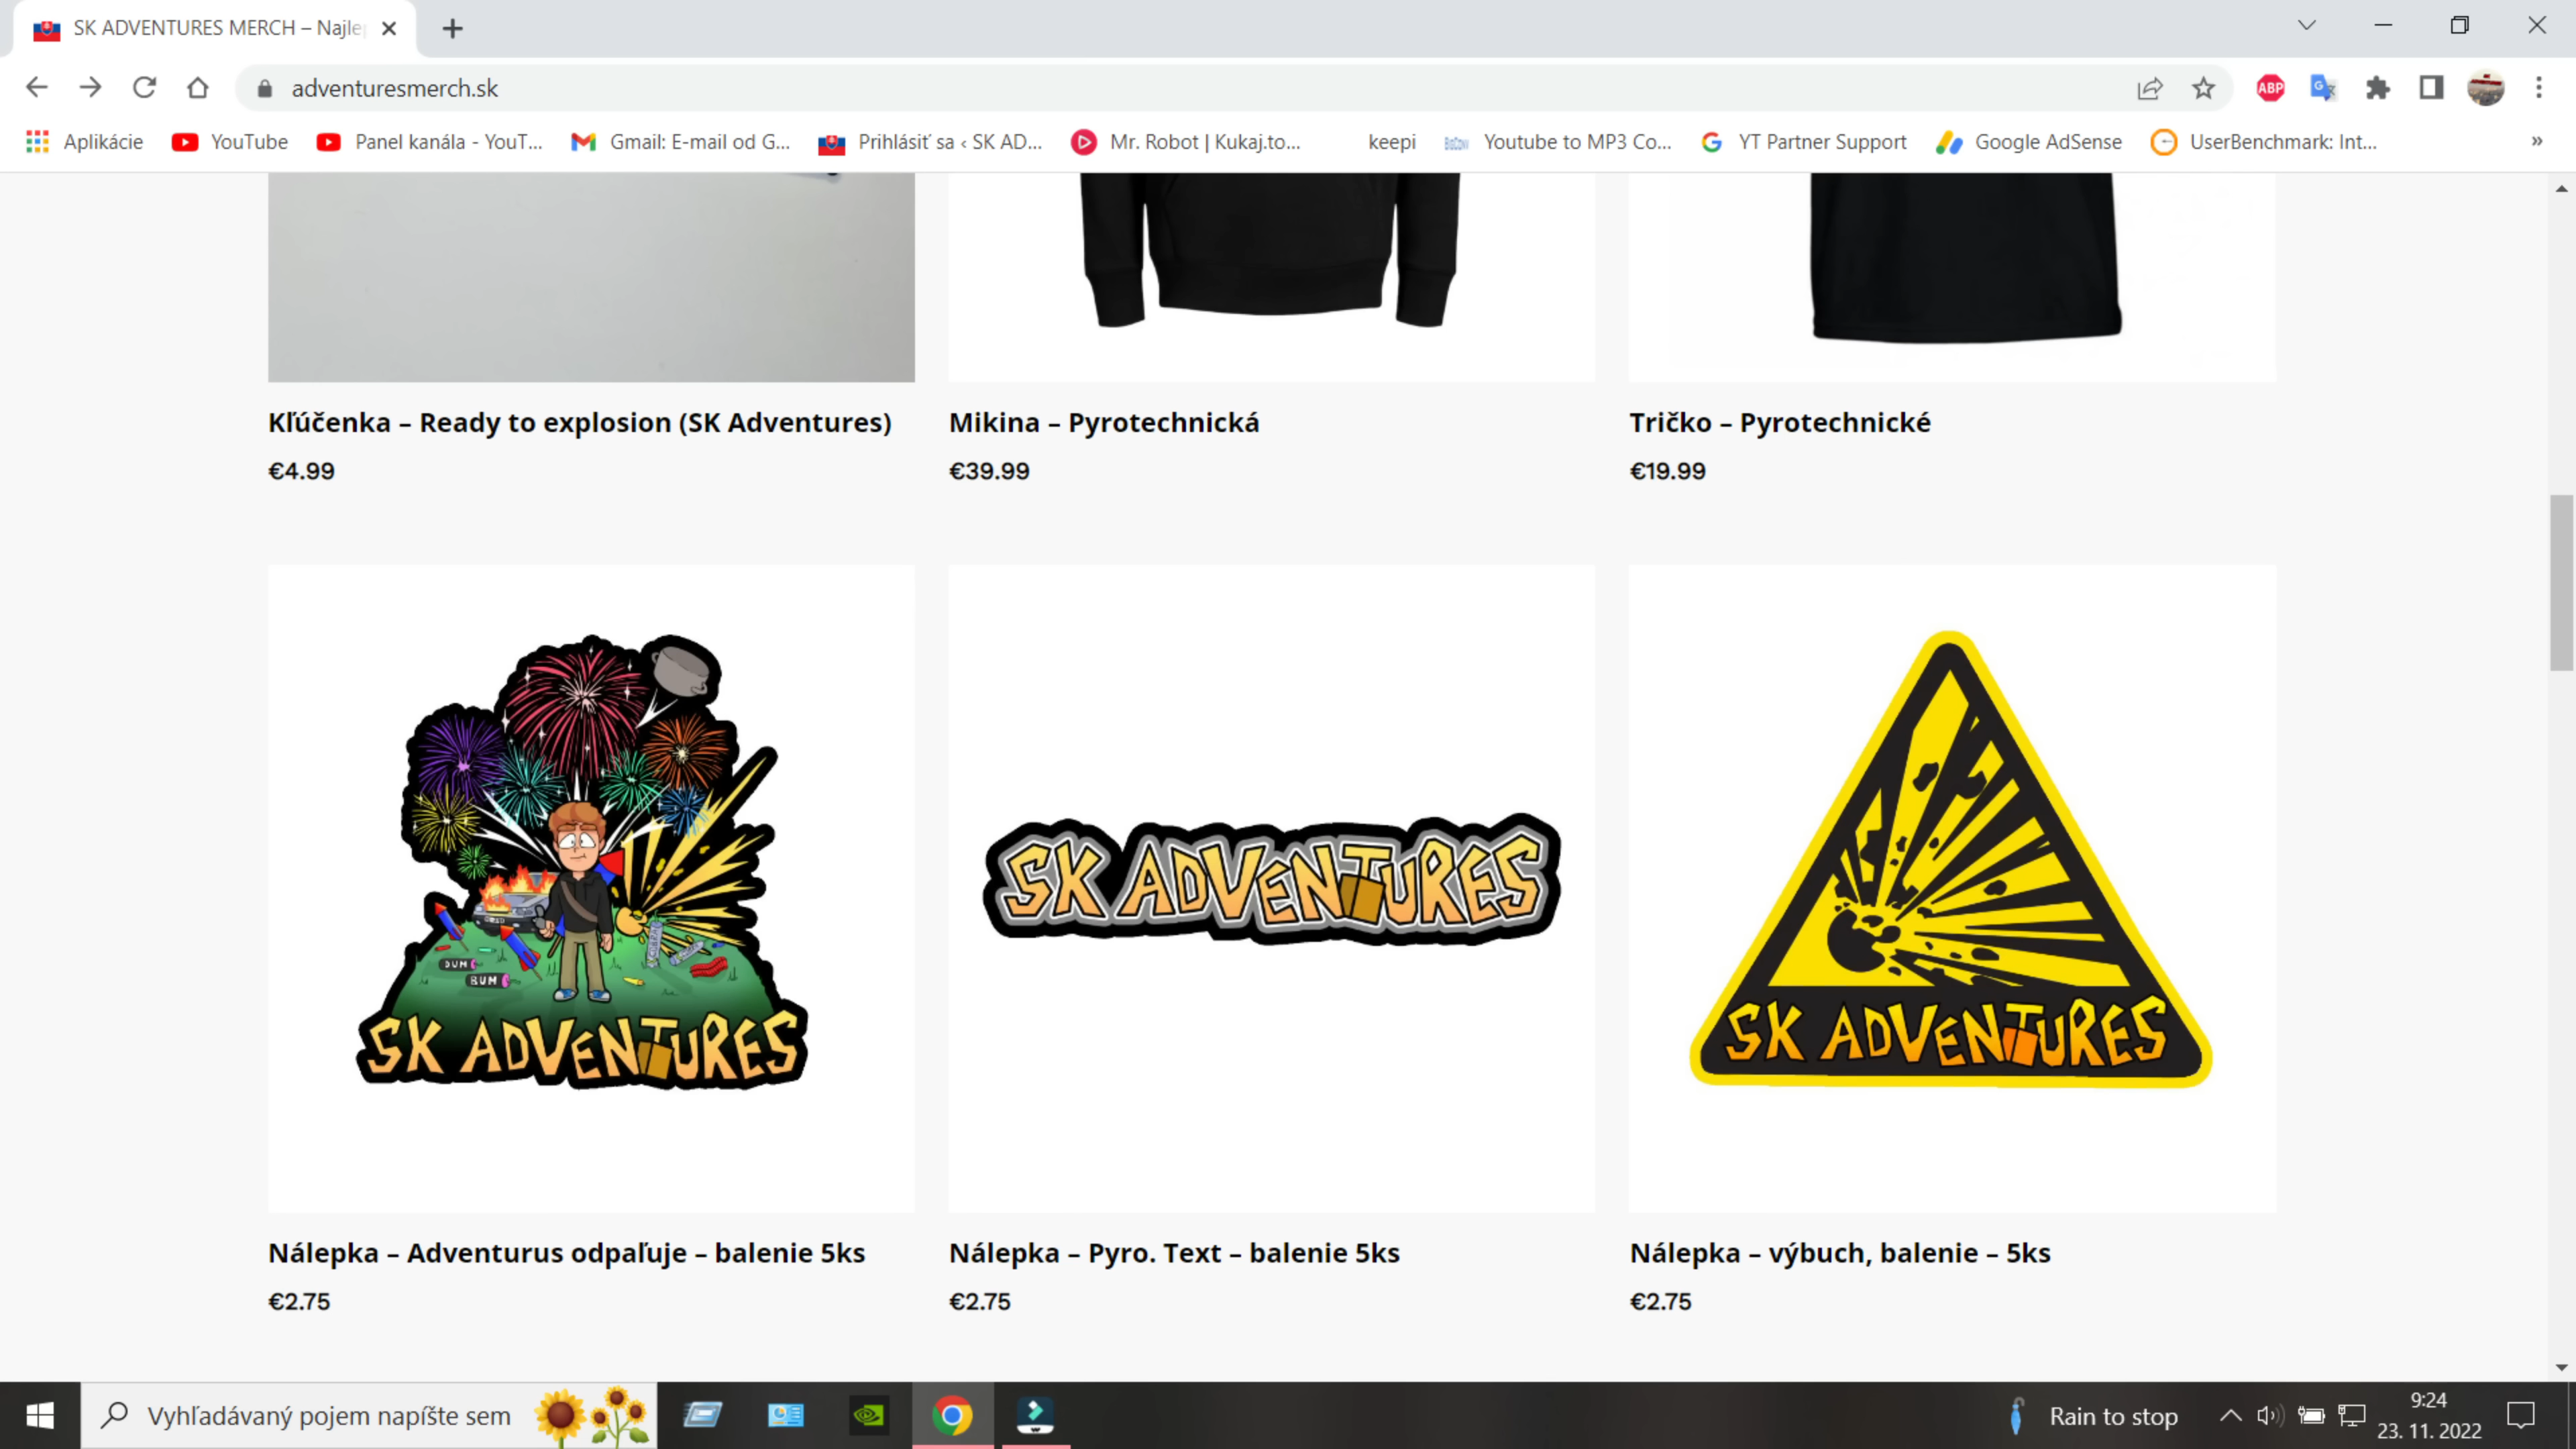 SK ADVENTURES MERCH – Najle
adventuresmerch.sk
ABP
Aplikácie YouTube Panel kanála - YouT... Gmail: E-mail od G... Prihlásiť sa ‹ SK AD... Mr. Robot | Kukaj.to... keepi Youtube to MP3 Co... YT Partner Support Google AdSense UserBenchmark: Int... »
Kľúčenka – Ready to explosion (SK Adventures)
€4.99
Mikina – Pyrotechnická
€39.99
Tričko – Pyrotechnické
€19.99
DUM
BUM
SK ADVENTURES
SK ADVENTURES
SK ADVENTURES
Nálepka – Adventurus odpaľuje – balenie 5ks
€2.75
Nálepka – Pyro. Text – balenie 5ks
€2.75
Nálepka – výbuch, balenie – 5ks
€2.75
Vyhľadávaný pojem napíšte sem
Rain to stop
9:24
23. 11. 2022